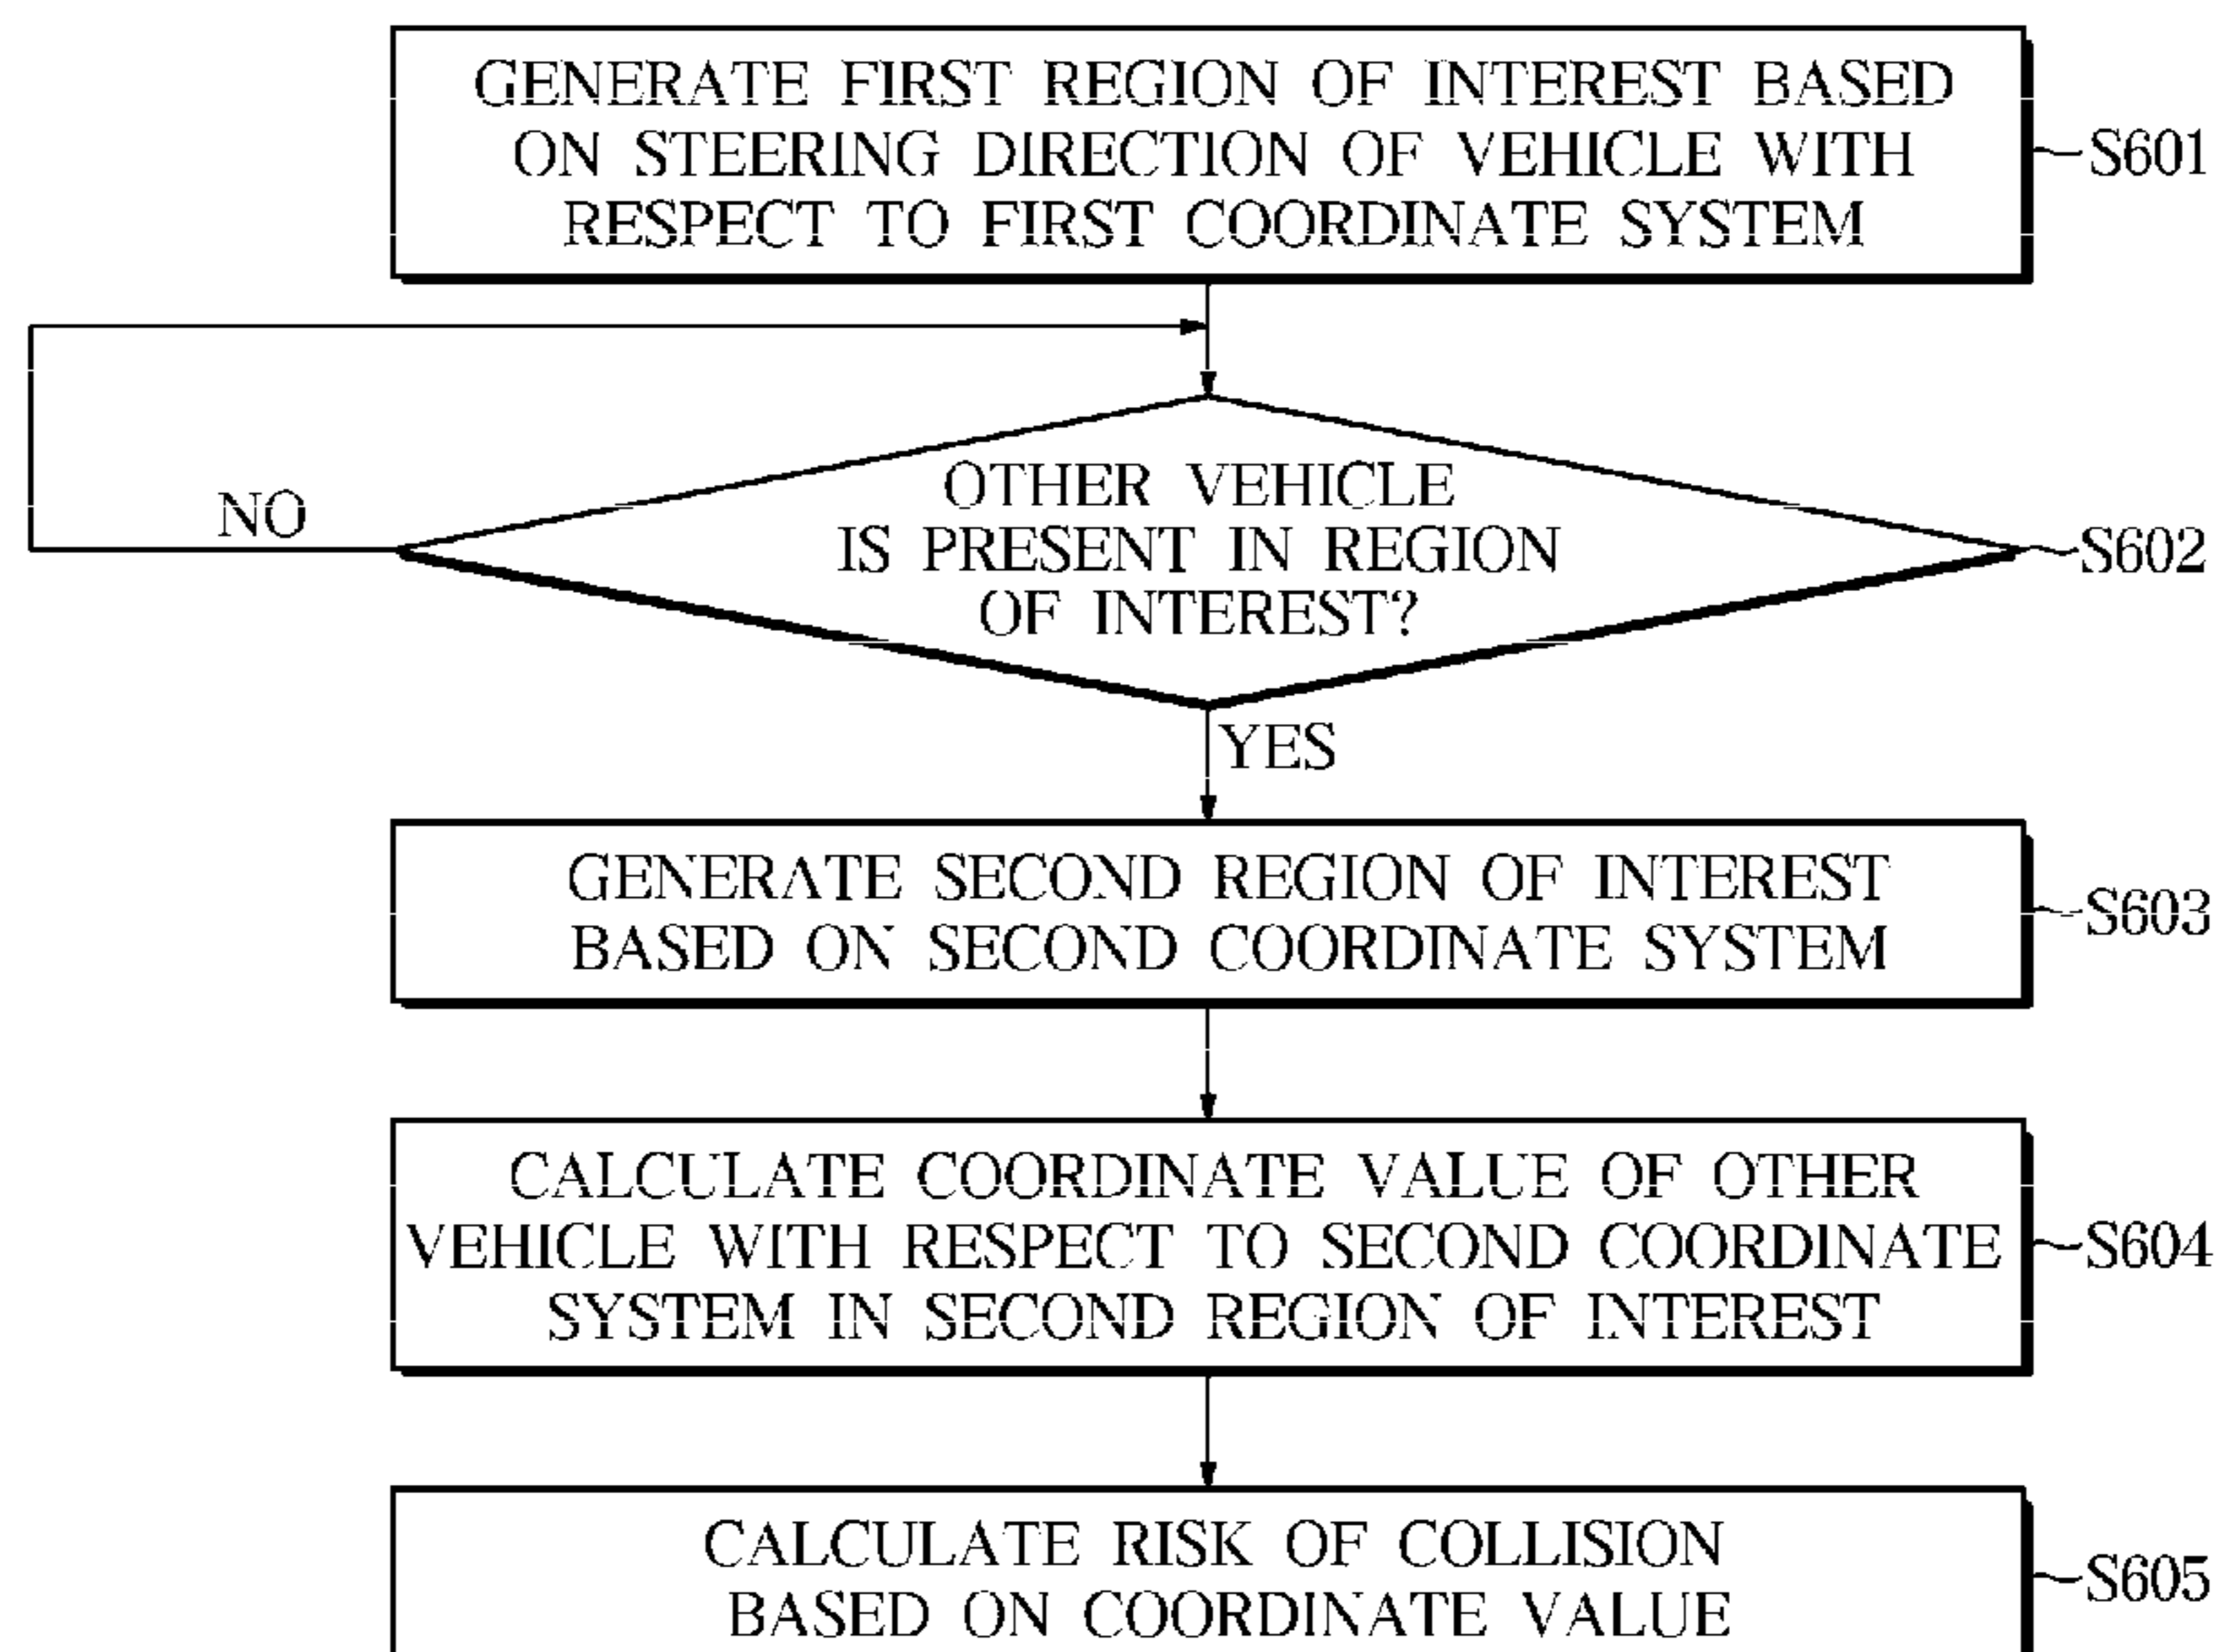 GENERATE FIRST REGION OF INTEREST BASED
ON STEERING DIRECTION OF VEHICLE WITH
RESPECT TO FIRST COORDINATE SYSTEM
S601
OTHER VEHICLE
IS PRESENT IN REGION
OF INTEREST?
S602
NO
YES
GENERATE SECOND REGION OF INTEREST
BASED ON SECOND COORDINATE SYSTEM
S603
CALCULATE COORDINATE VALUE OF OTHER
VEHICLE WITH RESPECT TO SECOND COORDINATE
SYSTEM IN SECOND REGION OF INTEREST
S604
CALCULATE RISK OF COLLISION
BASED ON COORDINATE VALUE
S605